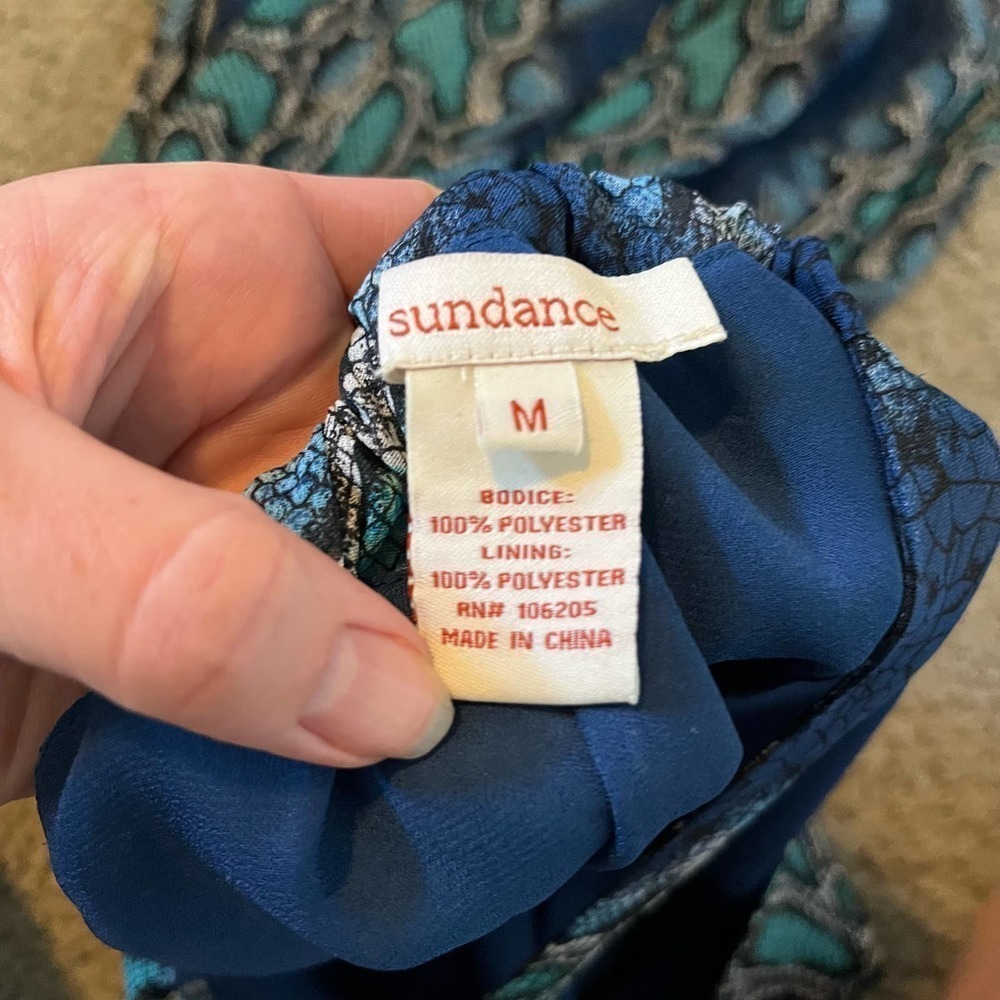 sundance
M
BODICE:
100% POLYESTER
LINING:
100% POLYESTER
RN# 106205
MADE IN CHINA